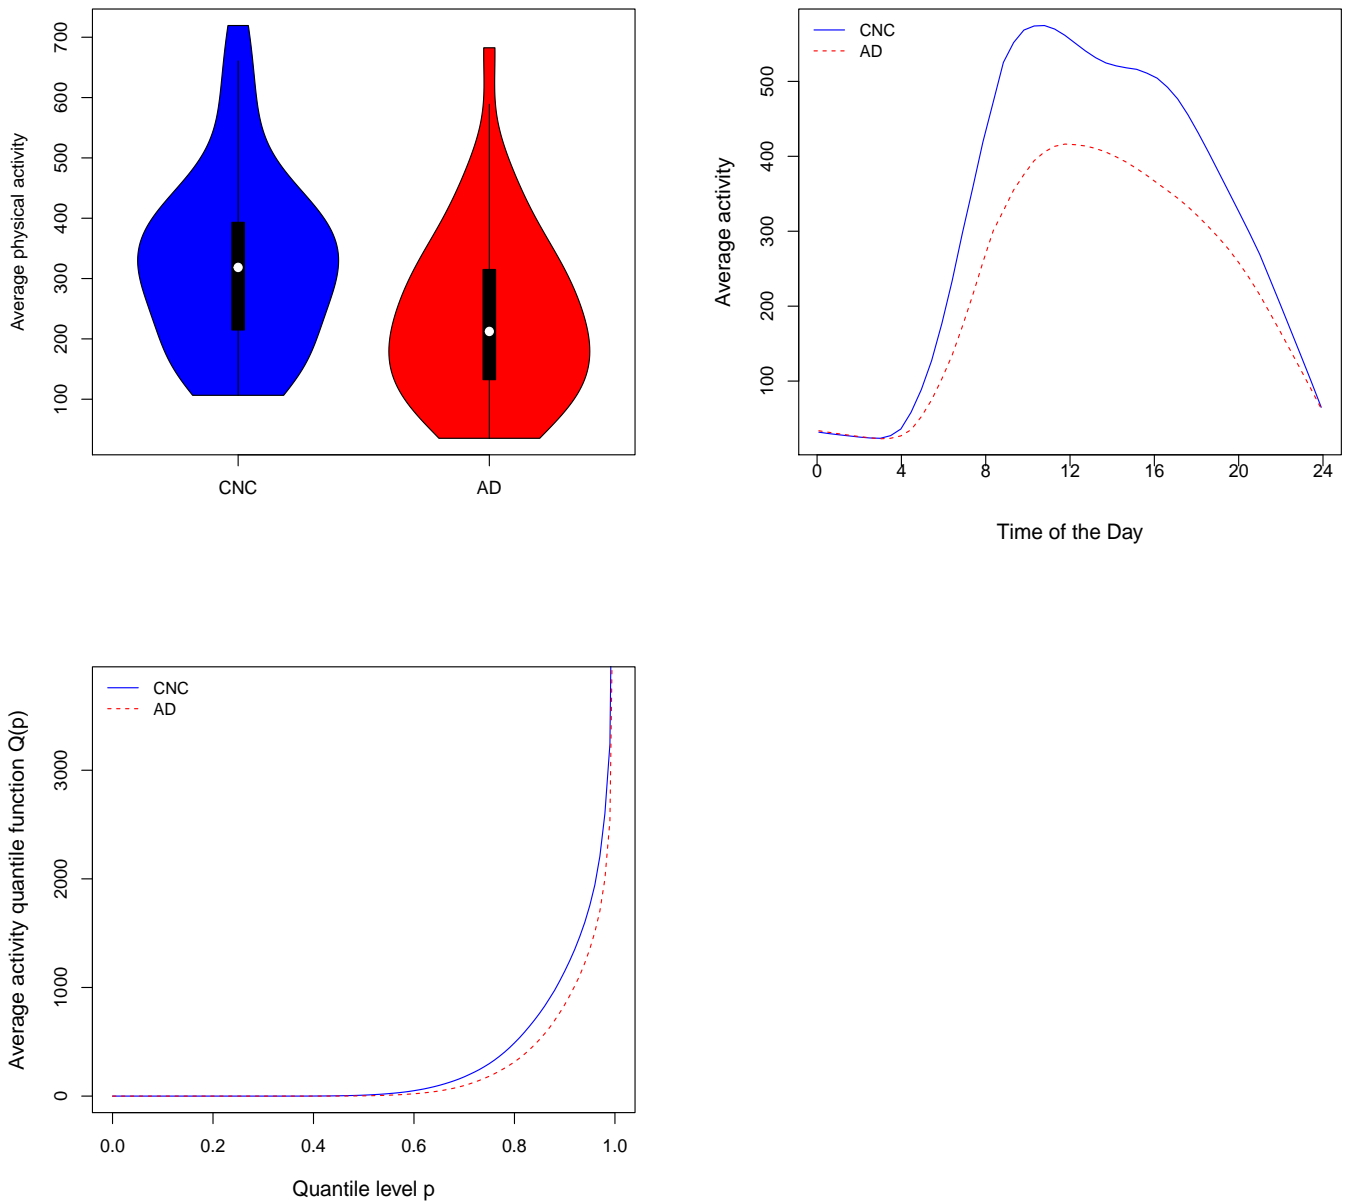 Average physical activity
700
600
500
400
300
200
100
CNC AD
CNC
AD
Average activity
500
400
300
200
100
0 4 8 12 16 20 24
Time of the Day
CNC
AD
Average activity quantile function Q(p)
3000
2000
1000
0
0.0 0.2 0.4 0.6 0.8 1.0
Quantile level p